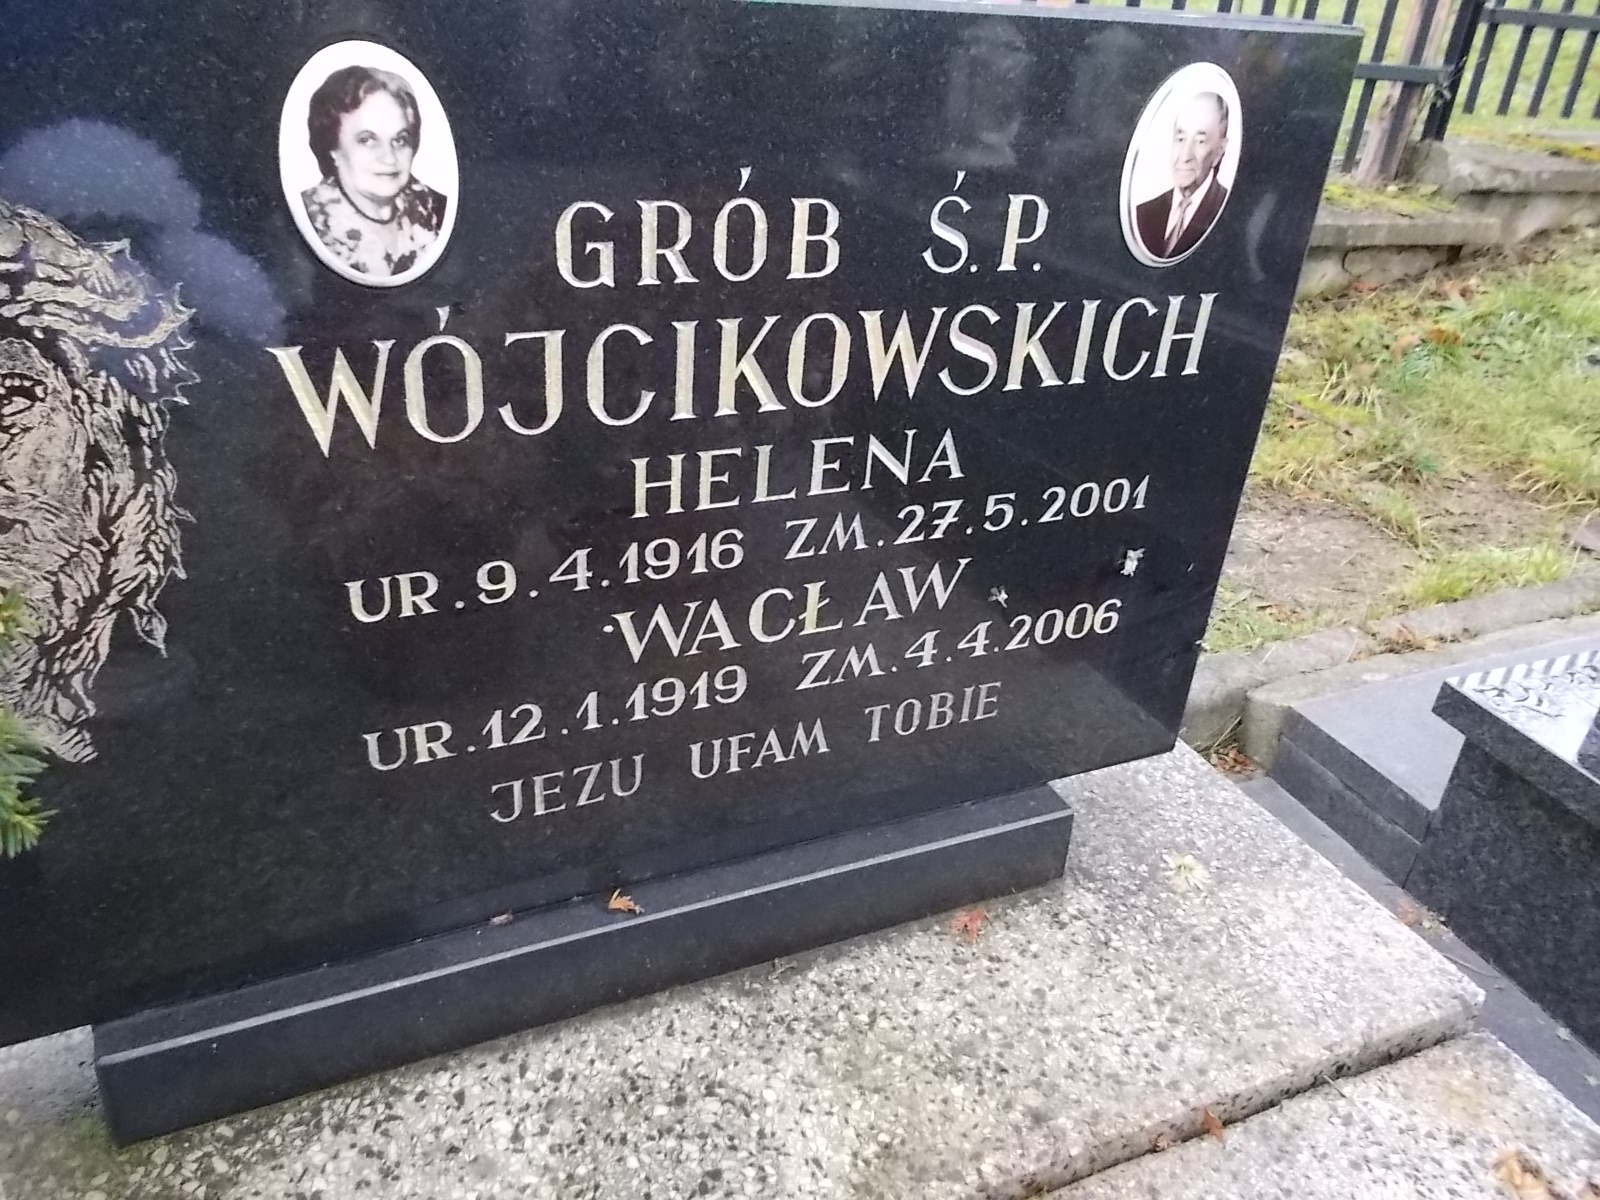 GRÓB Ś.P.
WÓJCIKOWSKICH
HELENA
UR.9.4.1916 ZM.27.5.2001
WACŁAW
UR.12.1.1919 ZM.4.4.2006
JEZU UFAM TOBIE